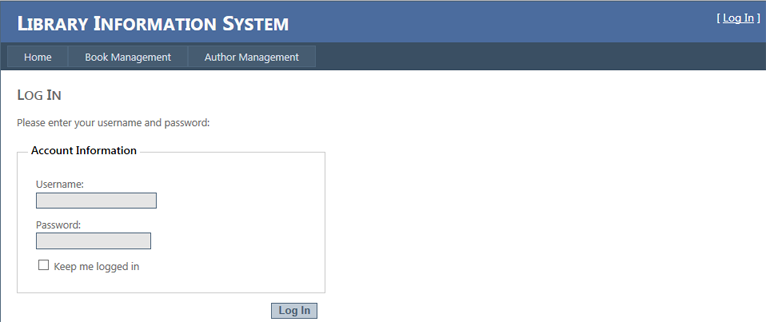 LIBRARY INFORMATION SYSTEM
[ Log In ]
Home Book Management Author Management
LOG IN
Please enter your username and password:
Account Information
Username:
Password:
Keep me logged in
Log In